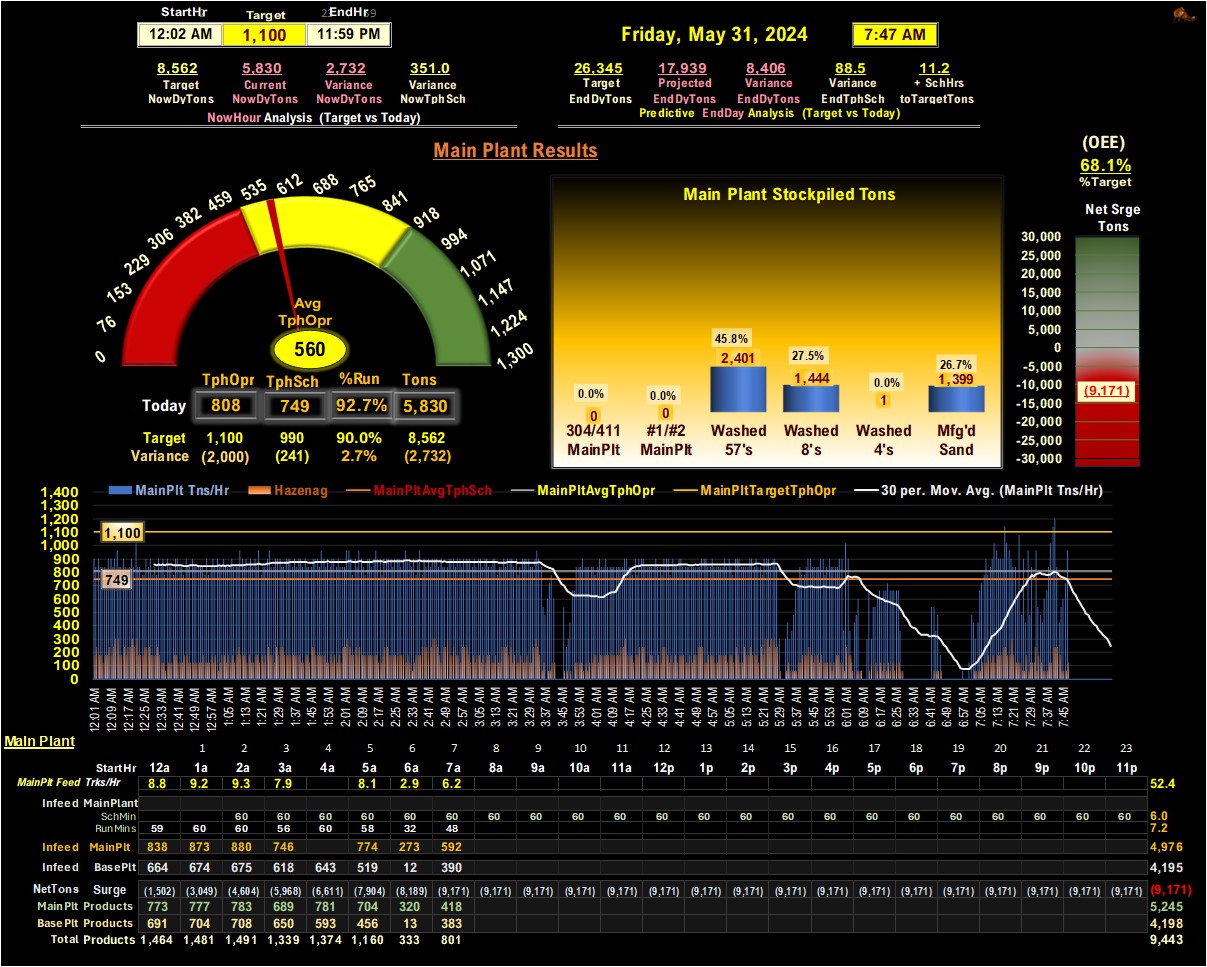 StartHr Target EndHr
12:02 AM 1,100 11:59 PM
Friday, May 31, 2024 7:47 AM
8,562 5,830 2,732 351.0
Target Current Variance Variance
NowDyTons NowDyTons NowDyTons NowTphSch
NowHour Analysis (Target vs Today)
26,345 17,939 8,406 88.5 11.2
Target Projected Variance Variance + SchHrs
EndDyTons EndDyTons EndDyTons EndTphSch toTargetTons
Predictive EndDay Analysis (Target vs Today)
Main Plant Results
(OEE)
68.1%
%Target
Net Srge
Tons
30,000
25,000
20,000
15,000
10,000
5,000
0
-5,000
-10,000
(9,171)
-15,000
-20,000
-25,000
-30,000
0 76 153 229 306 382 459 535 612 688 765 841 918 994 1,071 1,147 1,224 1,300
Avg
TphOpr
560
TphOpr TphSch %Run Tons
Today 808 749 92.7% 5,830
Target 1,100 990 90.0% 8,562
Variance (2,000) (241) 2.7% (2,732)
Main Plant Stockpiled Tons
0.0% 0.0% 45.8% 27.5% 0.0% 26.7%
0 0 2,401 1,444 1 1,399
304/411 #1/#2 Washed Washed Washed Mfg'd
MainPlt MainPlt 57's 8's 4's Sand
MainPlt Tns/Hr Hazenag MainPltAvgTphSch MainPltAvgTphOpr MainPltTargetTphOpr 30 per. Mov. Avg. (MainPlt Tns/Hr)
1,400
1,300
1,200
1,100
1,000
900
800
700
600
500
400
300
200
100
0
1,100
749
12:01 AM 12:09 AM 12:17 AM 12:25 AM 12:33 AM 12:41 AM 12:49 AM 12:57 AM 1:05 AM 1:13 AM 1:21 AM 1:29 AM 1:37 AM 1:45 AM 1:53 AM 2:01 AM 2:09 AM 2:17 AM 2:25 AM 2:33 AM 2:41 AM 2:49 AM 2:57 AM 3:05 AM 3:13 AM 3:21 AM 3:29 AM 3:37 AM 3:45 AM 3:53 AM 4:01 AM 4:09 AM 4:17 AM 4:25 AM 4:33 AM 4:41 AM 4:49 AM 4:57 AM 5:05 AM 5:13 AM 5:21 AM 5:29 AM 5:37 AM 5:45 AM 5:53 AM 6:01 AM 6:09 AM 6:17 AM 6:25 AM 6:33 AM 6:41 AM 6:49 AM 6:57 AM 7:05 AM 7:13 AM 7:21 AM 7:29 AM 7:37 AM 7:45 AM
Main Plant
1 2 3 4 5 6 7 8 9 10 11 12 13 14 15 16 17 18 19 20 21 22 23
StartHr 12a 1a 2a 3a 4a 5a 6a 7a 8a 9a 10a 11a 12p 1p 2p 3p 4p 5p 6p 7p 8p 9p 10p 11p
MainPlt Feed Trks/Hr 8.8 9.2 9.3 7.9 8.1 2.9 6.2 52.4
Infeed MainPlant
SchMin 60 60 60 60 60 60 60 60 60 60 60 60 60 60 60 60 60 60 60 60 60 60 6.0
RunMins 59 60 60 56 60 58 32 48 7.2
Infeed MainPlt 838 873 880 746 774 273 592 4,976
Infeed BasePlt 664 674 675 618 643 519 12 390 4,195
NetTons Surge (1,502) (3,049) (4,604) (5,968) (6,611) (7,904) (8,189) (9,171) (9,171) (9,171) (9,171) (9,171) (9,171) (9,171) (9,171) (9,171) (9,171) (9,171) (9,171) (9,171) (9,171) (9,171) (9,171) (9,171) (9,171)
MainPlt Products 773 777 783 689 781 704 320 418 5,245
BasePlt Products 691 704 708 650 593 456 13 383 4,198
Total Products 1,464 1,481 1,491 1,339 1,374 1,160 333 801 9,443